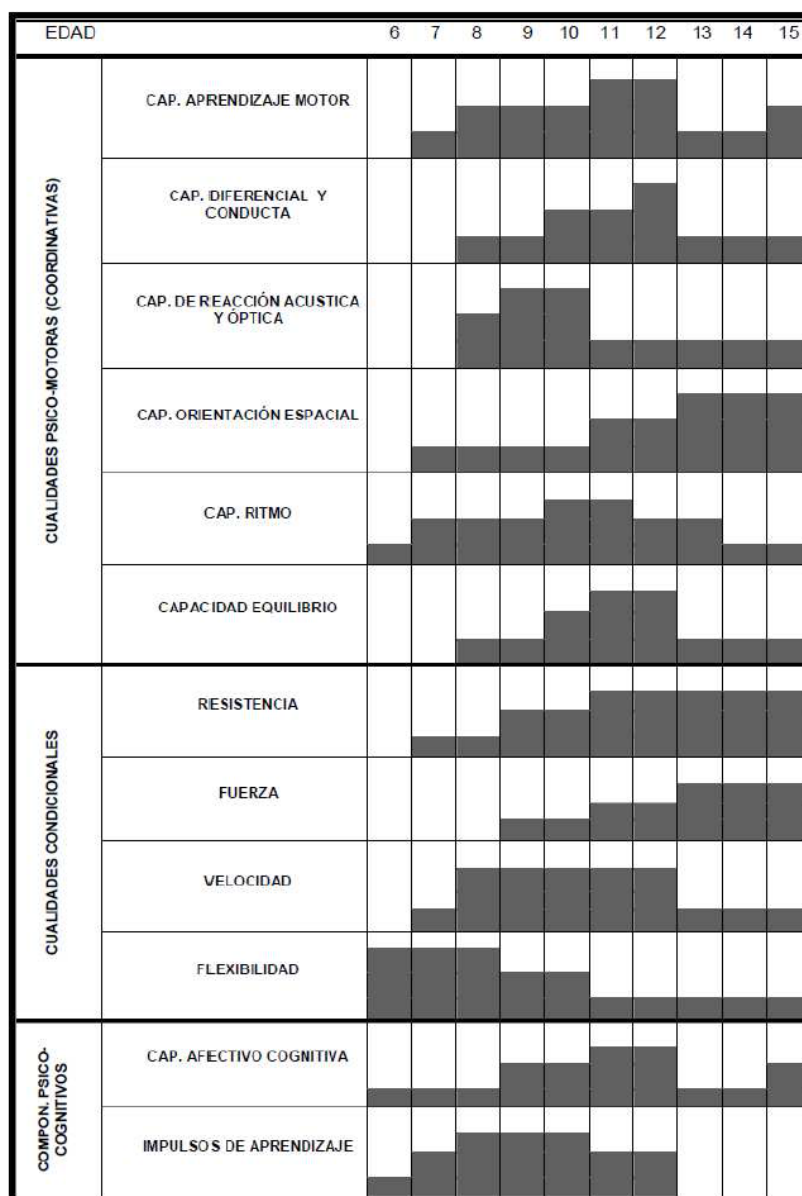 EDAD 6 7 8 9 10 11 12 13 14 15
CUALIDADES PSICO-MOTORAS (COORDINATIVAS)
CAP. APRENDIZAJE MOTOR
CAP. DIFERENCIAL Y
CONDUCTA
CAP. DE REACCIÓN ACUSTICA
Y ÓPTICA
CAP. ORIENTACIÓN ESPACIAL
CAP. RITMO
CAPACIDAD EQUILIBRIO
CUALIDADES CONDICIONALES
RESISTENCIA
FUERZA
VELOCIDAD
FLEXIBILIDAD
COMPON. PSICO-
COGNITIVOS
CAP. AFECTIVO COGNITIVA
IMPULSOS DE APRENDIZAJE